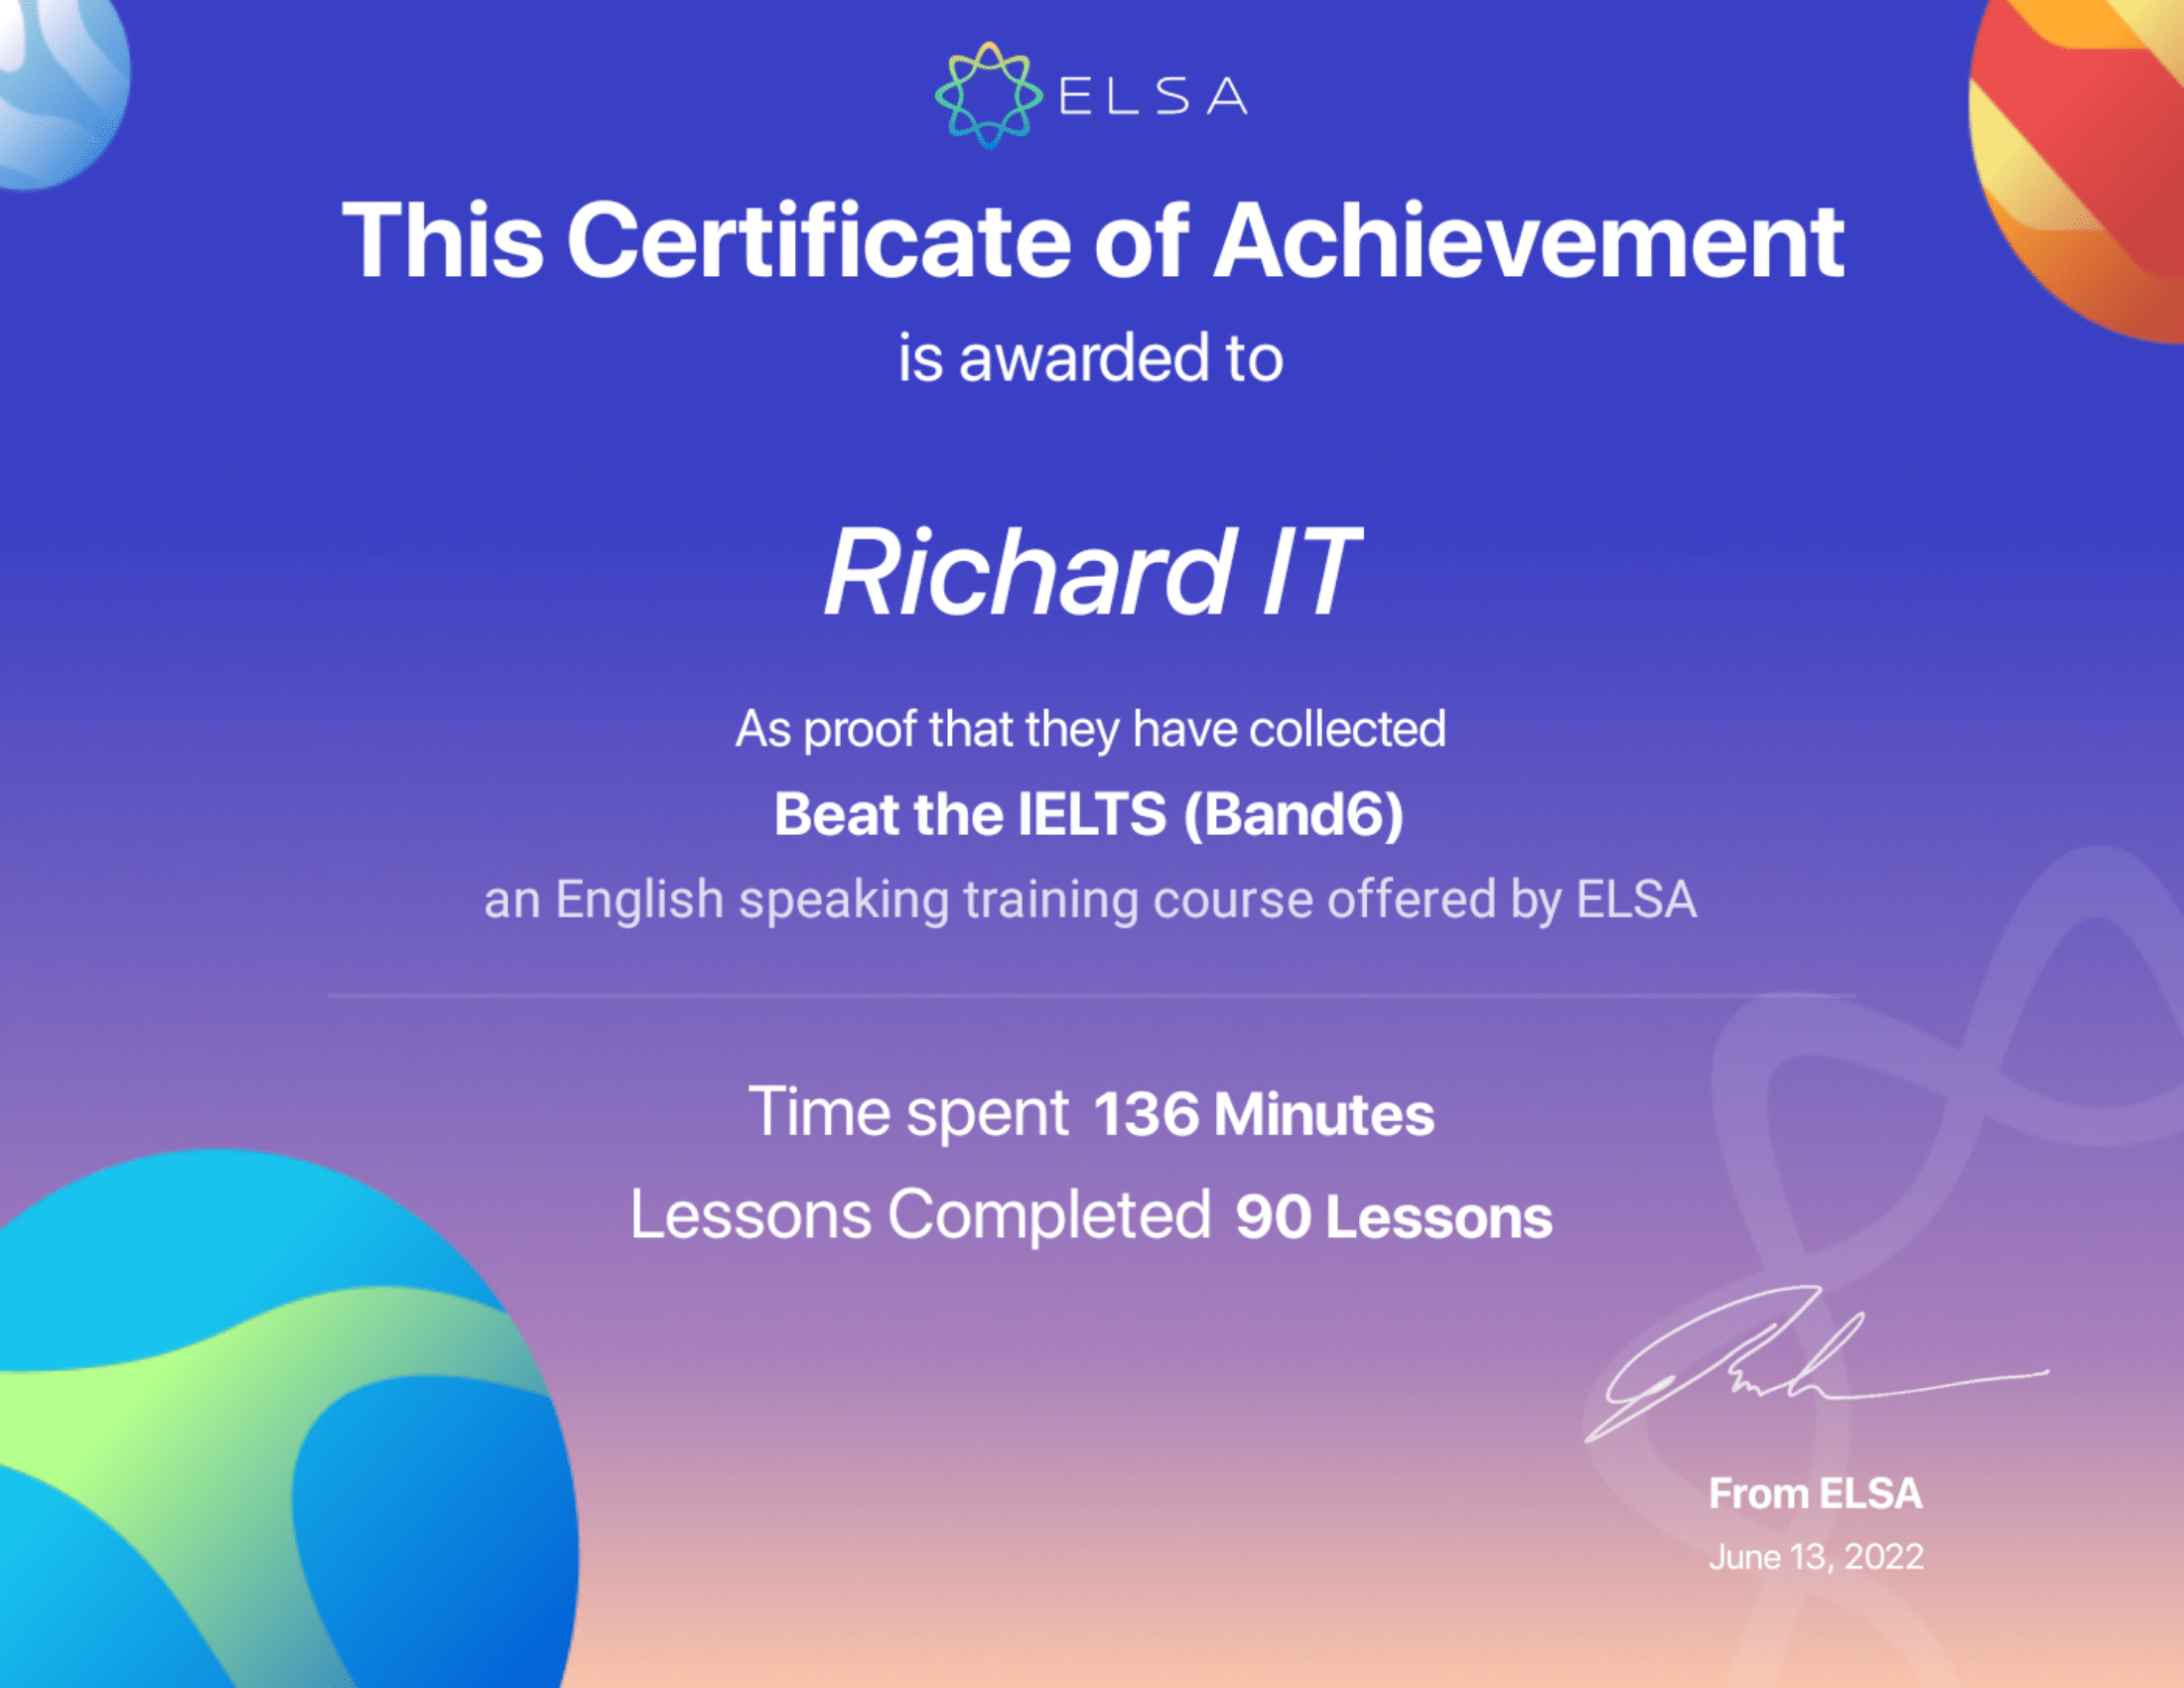 ELSA
This Certificate of Achievement
is awarded to
Richard IT
As proof that they have collected
Beat the IELTS (Band6)
an English speaking training course offered by ELSA
Time spent 136 Minutes
Lessons Completed 90 Lessons
From ELSA
June 13, 2022